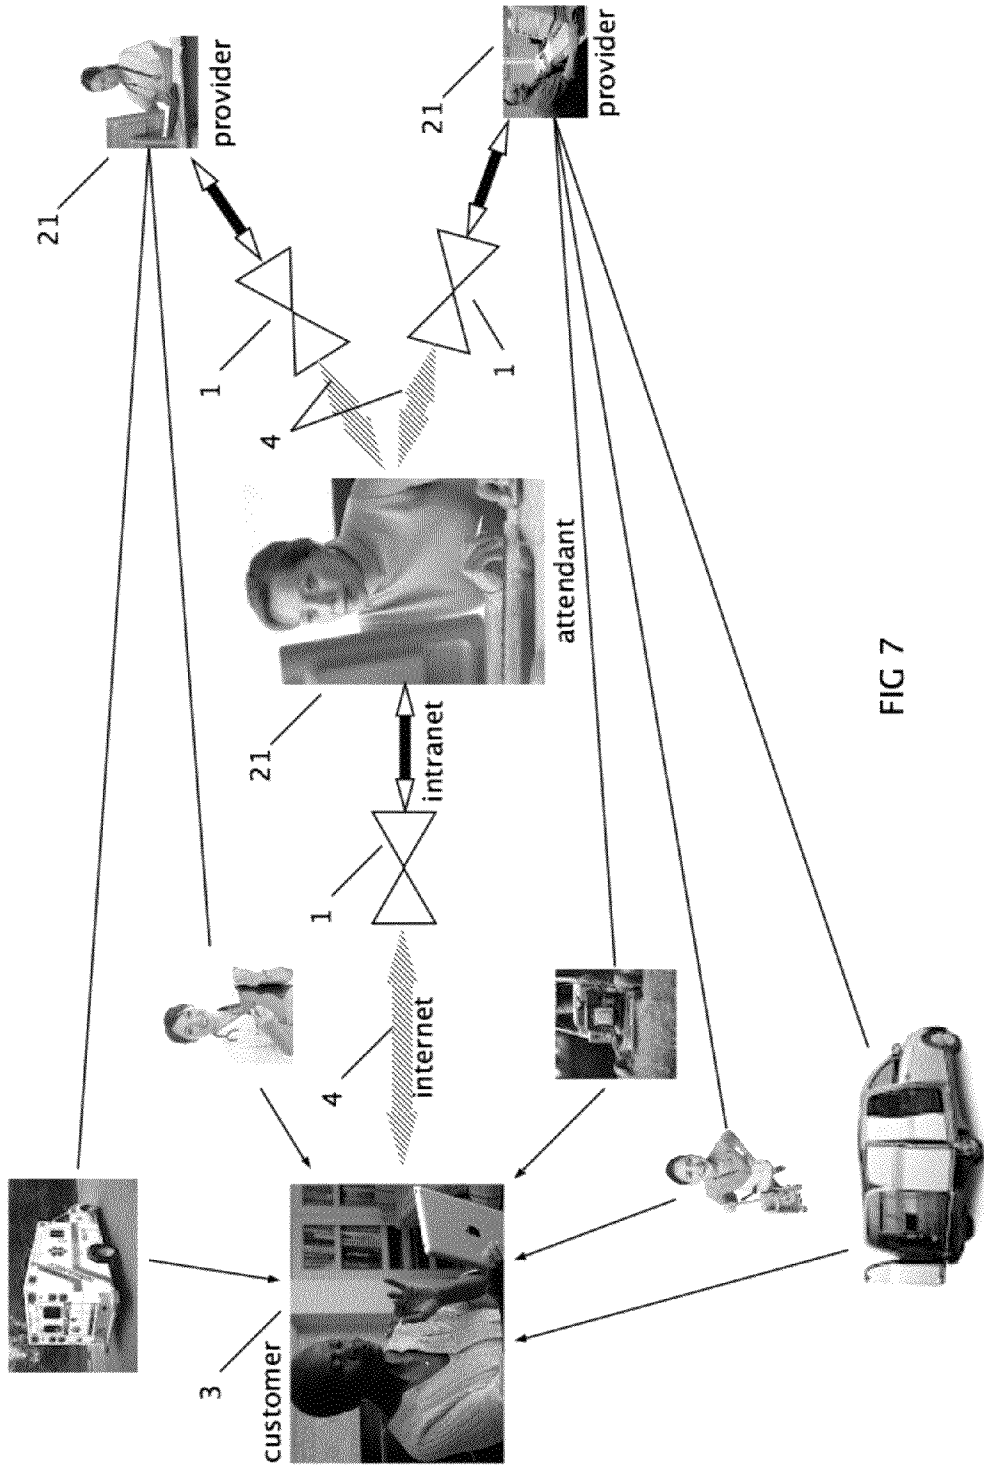 21
3
1
provider
customer
21
4
4
1
internet
intranet
21
1
attendant
provider
FIG 7